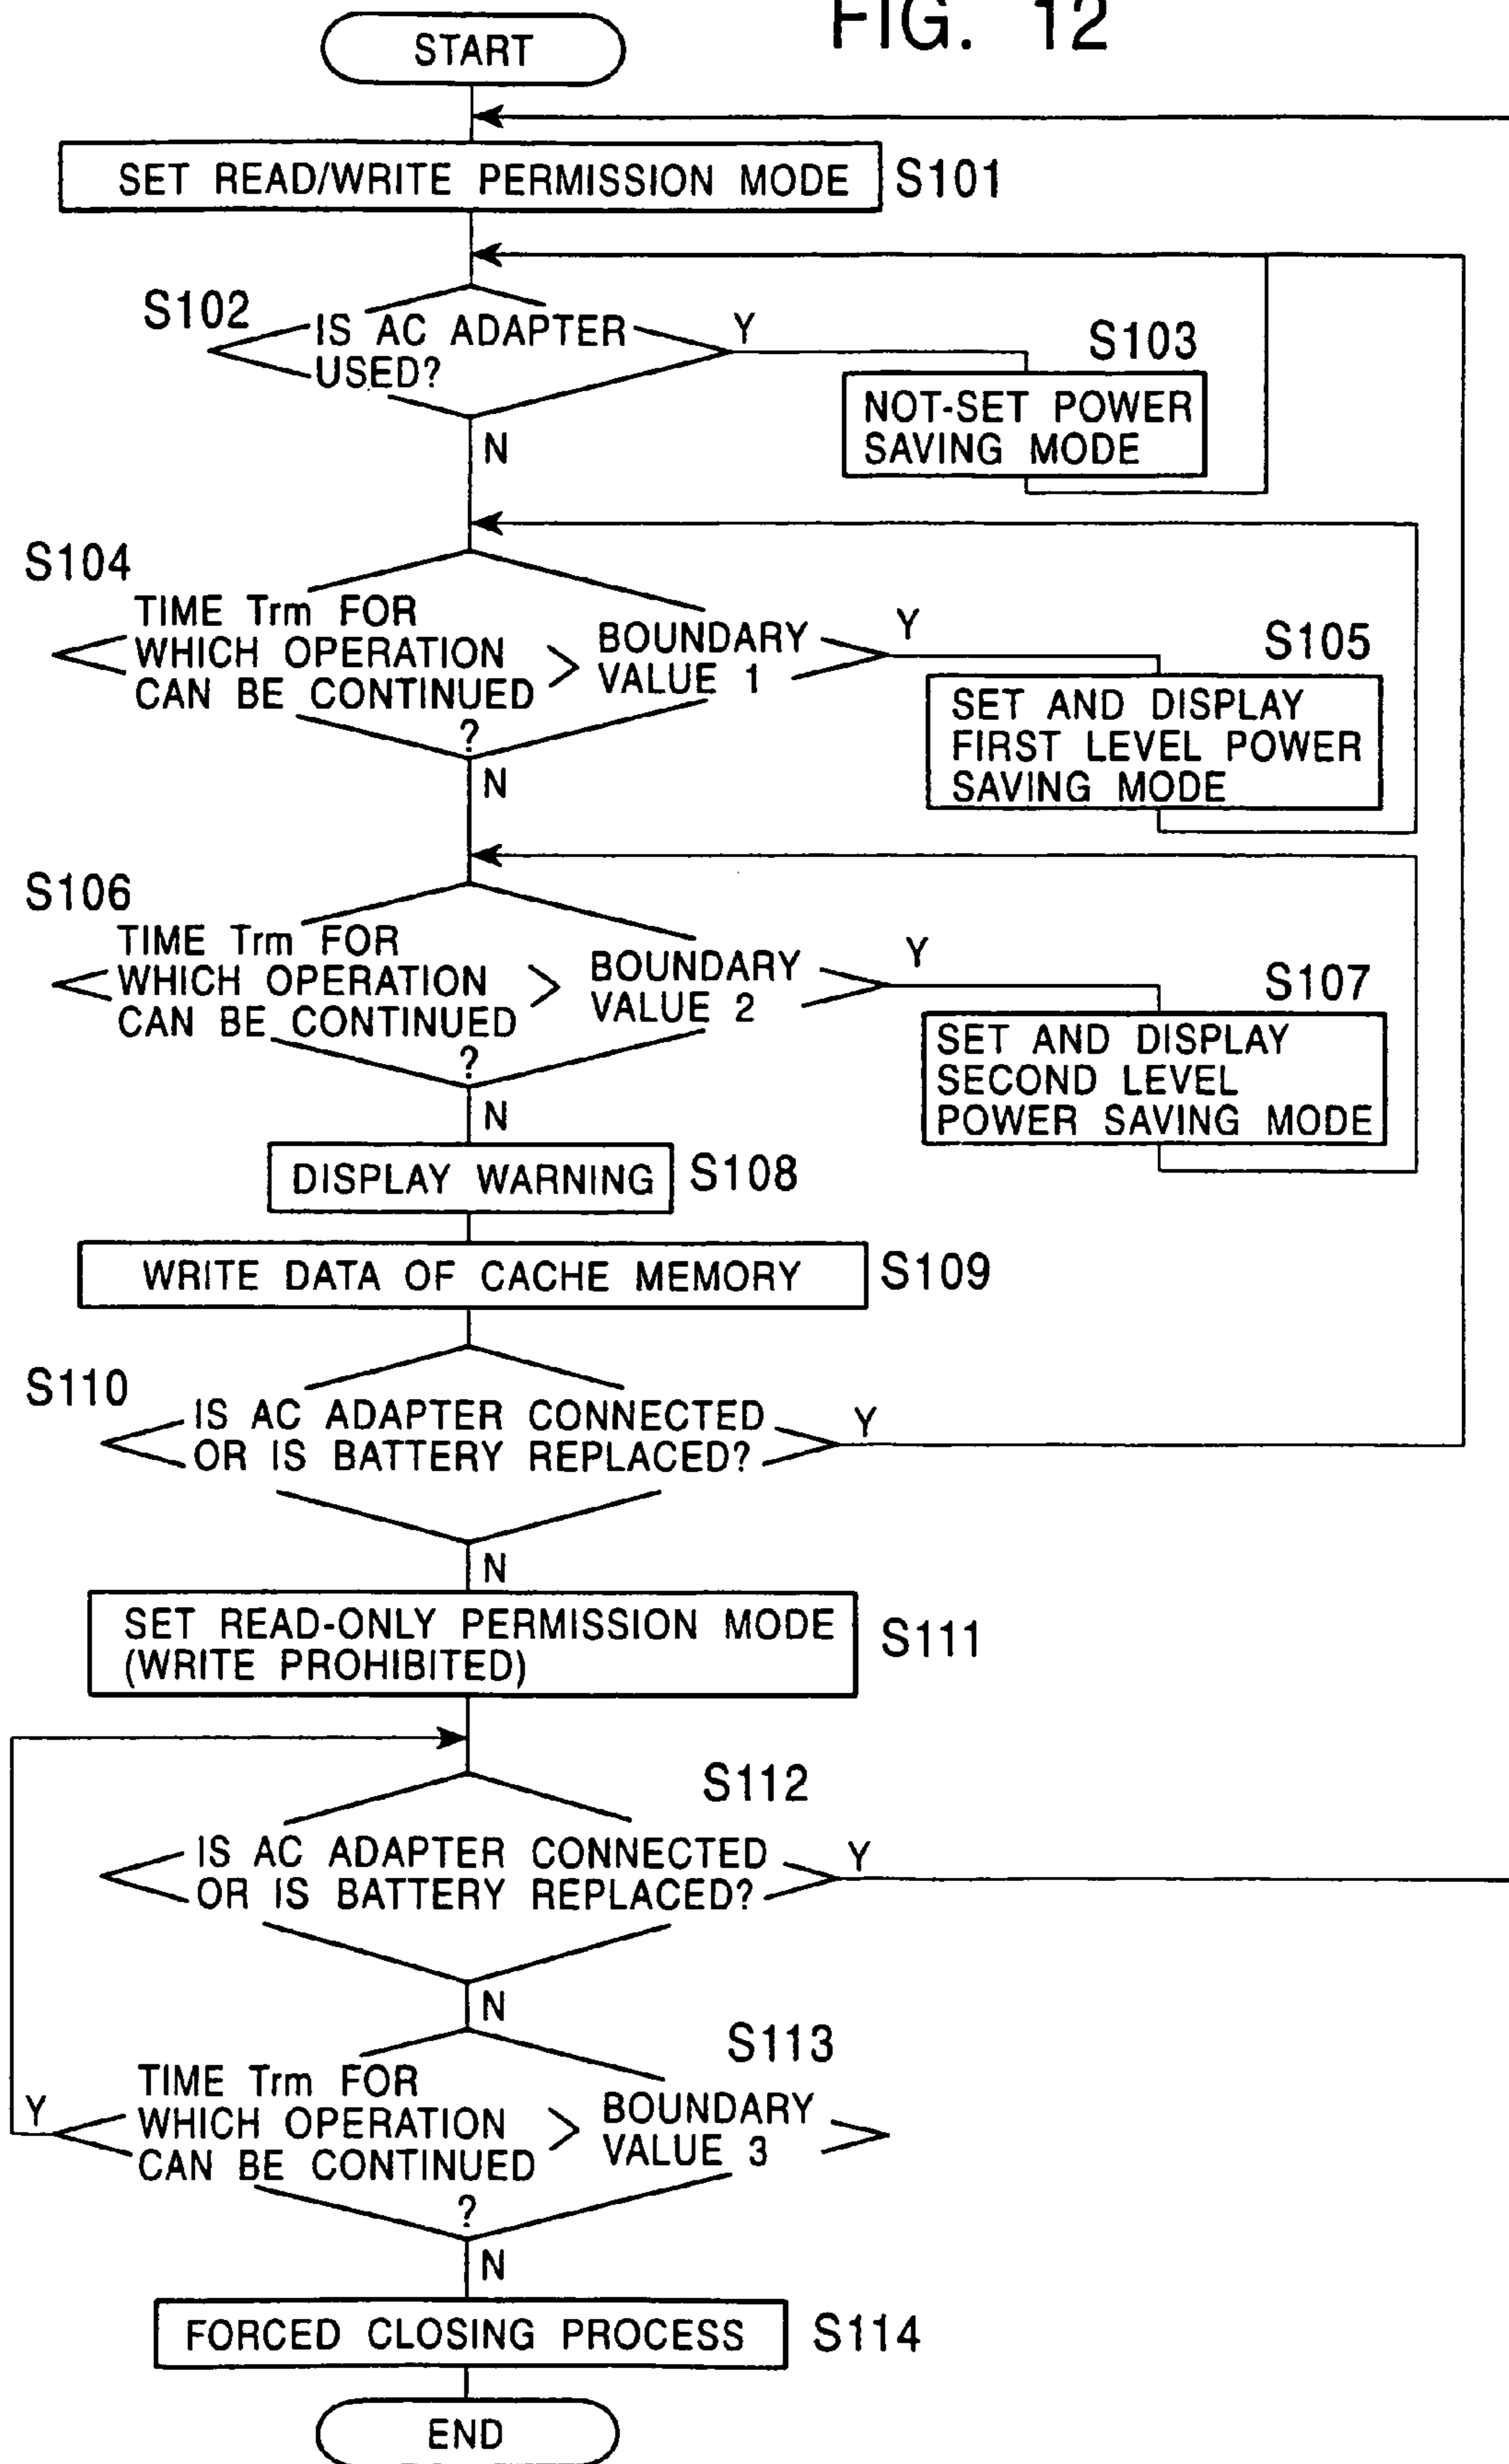 FIG. 12
START
SET READ/WRITE PERMISSION MODE
S101
S102
IS AC ADAPTER
USED?
Y
N
S103
NOT-SET POWER
SAVING MODE
S104
TIME Trm FOR
WHICH OPERATION
CAN BE CONTINUED
>
BOUNDARY
VALUE 1
?
Y
N
S105
SET AND DISPLAY
FIRST LEVEL POWER
SAVING MODE
S106
TIME Trm FOR
WHICH OPERATION
CAN BE CONTINUED
>
BOUNDARY
VALUE 2
?
Y
N
S107
SET AND DISPLAY
SECOND LEVEL
POWER SAVING MODE
DISPLAY WARNING
S108
WRITE DATA OF CACHE MEMORY
S109
S110
IS AC ADAPTER CONNECTED
OR IS BATTERY REPLACED?
Y
N
SET READ-ONLY PERMISSION MODE
(WRITE PROHIBITED)
S111
S112
IS AC ADAPTER CONNECTED
OR IS BATTERY REPLACED?
Y
N
S113
TIME Trm FOR
WHICH OPERATION
CAN BE CONTINUED
>
BOUNDARY
VALUE 3
?
Y
N
FORCED CLOSING PROCESS
S114
END